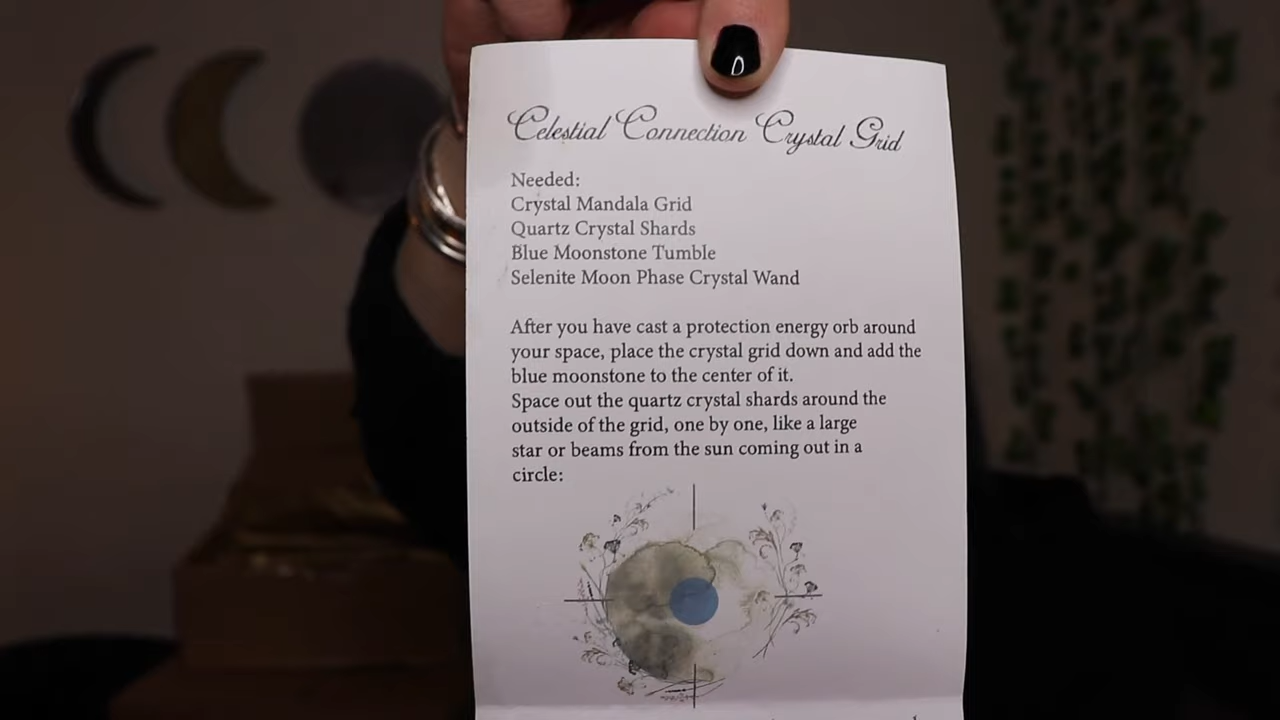 Celestial Connection Crystal Grid
Needed:
Crystal Mandala Grid
Quartz Crystal Shards
Blue Moonstone Tumble
Selenite Moon Phase Crystal Wand
After you have cast a protection energy orb around
your space, place the crystal grid down and add the
blue moonstone to the center of it.
Space out the quartz crystal shards around the
outside of the grid, one by one, like a large
star or beams from the sun coming out in a
circle: